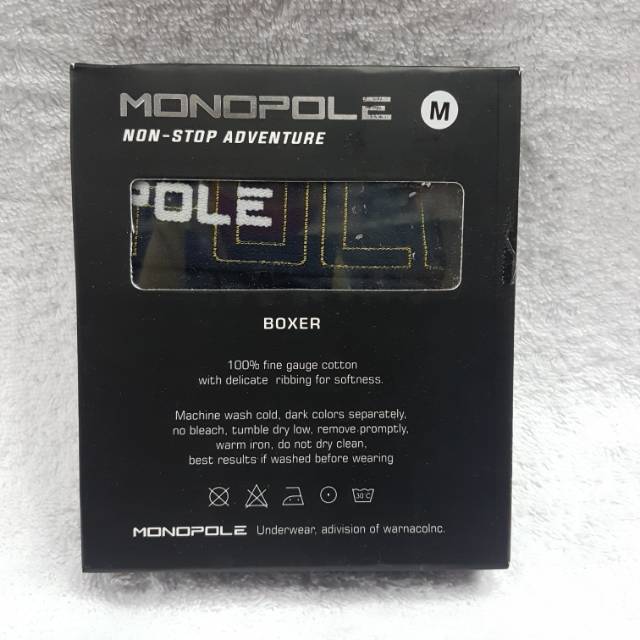 MONOPOLE M
NON-STOP ADVENTURE
POLE
BOXER
100% fine gauge cotton
with delicate ribbing for softness.
Machine wash cold, dark colors separately,
no bleach, tumble dry low, remove promptly,
warm iron, do not dry clean,
best results if washed before wearing
30°C
MONOPOLE Underwear, adivision of warnacoInc.